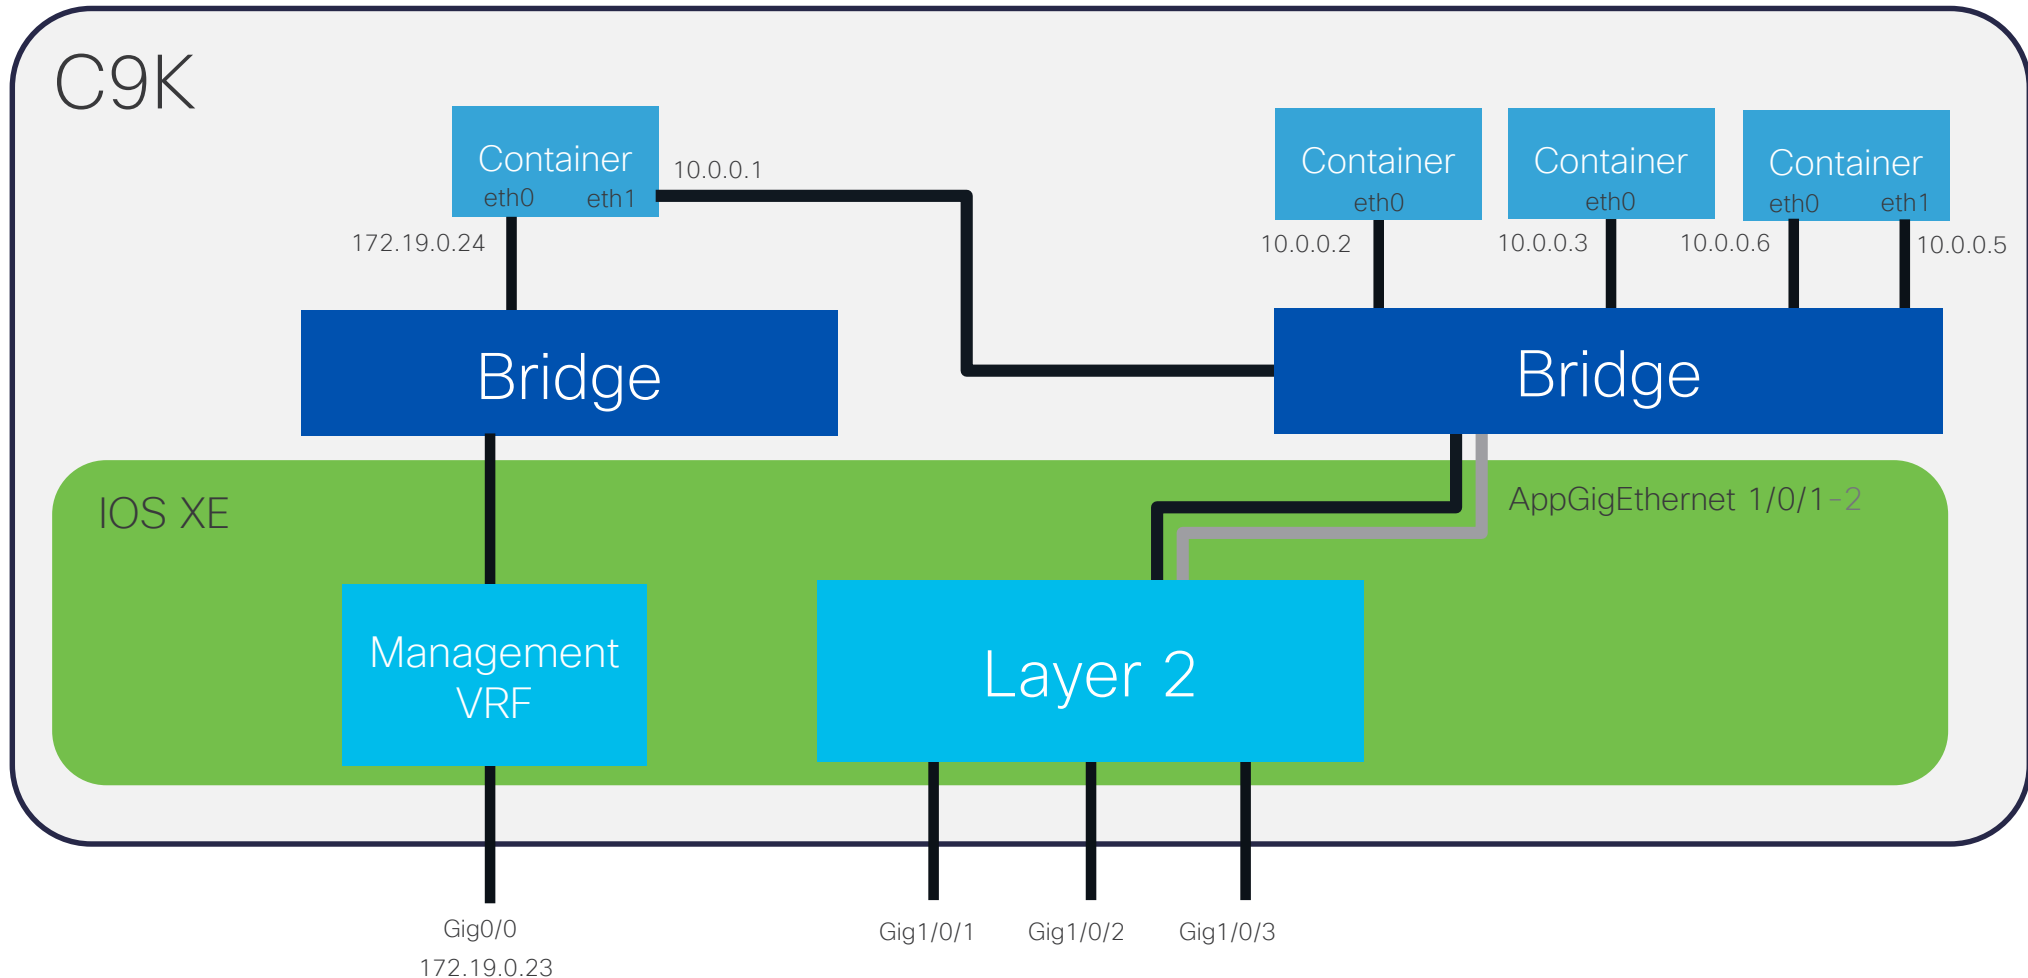 C9K
Container
eth0
eth1
10.0.0.1
172.19.0.24
Container
eth0
10.0.0.2
Container
eth0
10.0.0.3
Container
eth0
eth1
10.0.0.6
10.0.0.5
Bridge
Bridge
IOS XE
AppGigEthernet 1/0/1-2
Management
VRF
Layer 2
Gig0/0
172.19.0.23
Gig1/0/1
Gig1/0/2
Gig1/0/3